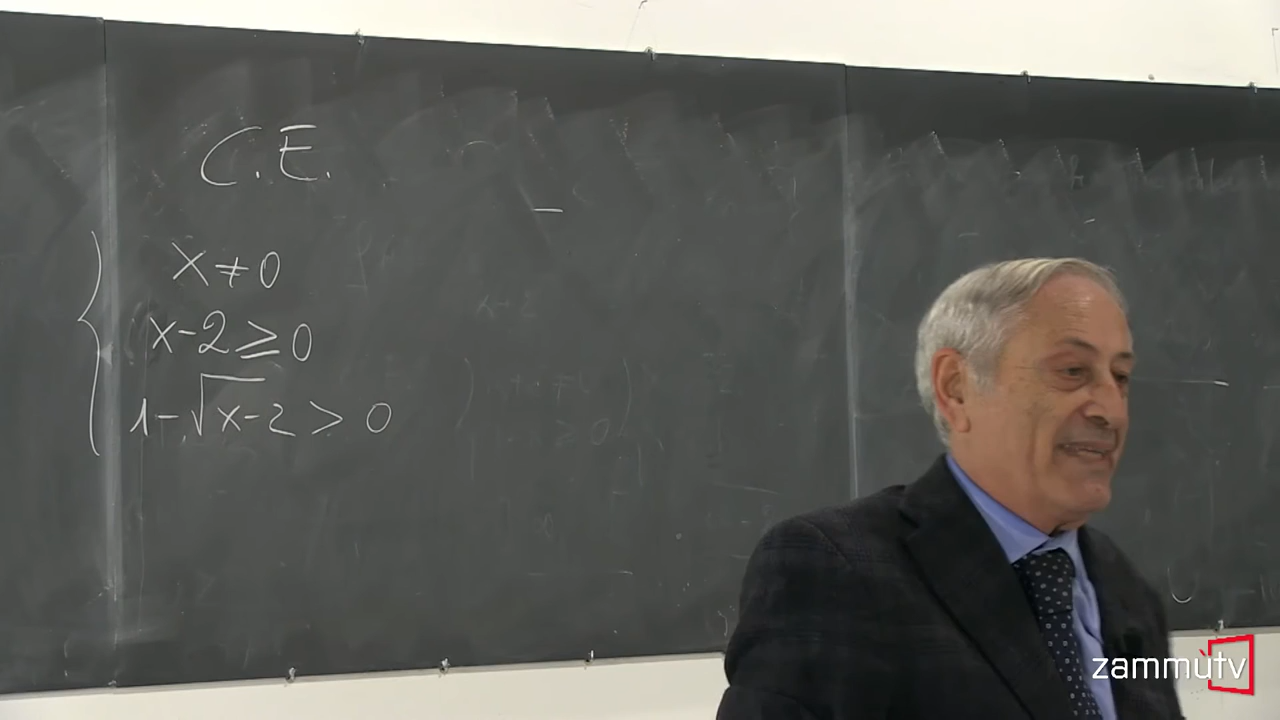 C.E.
x≠0
x-2≥0
1-√x-2 > 0
zammùtv